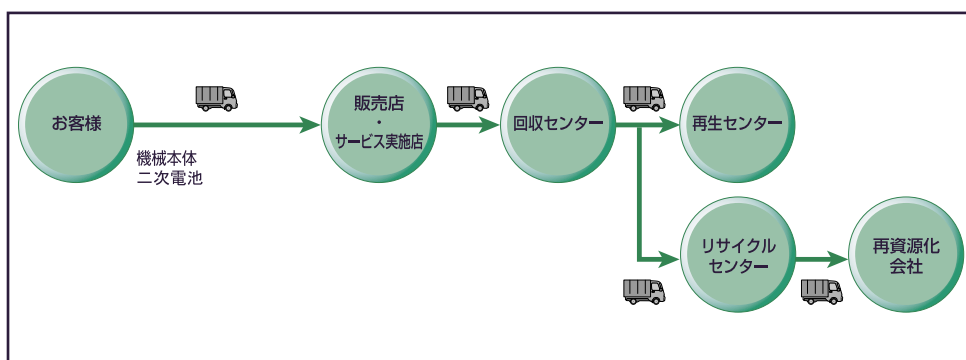 お客様
機械本体
二次電池
販売店
・
サービス実施店
回収センター
再生センター
リサイクル
センター
再資源化
会社